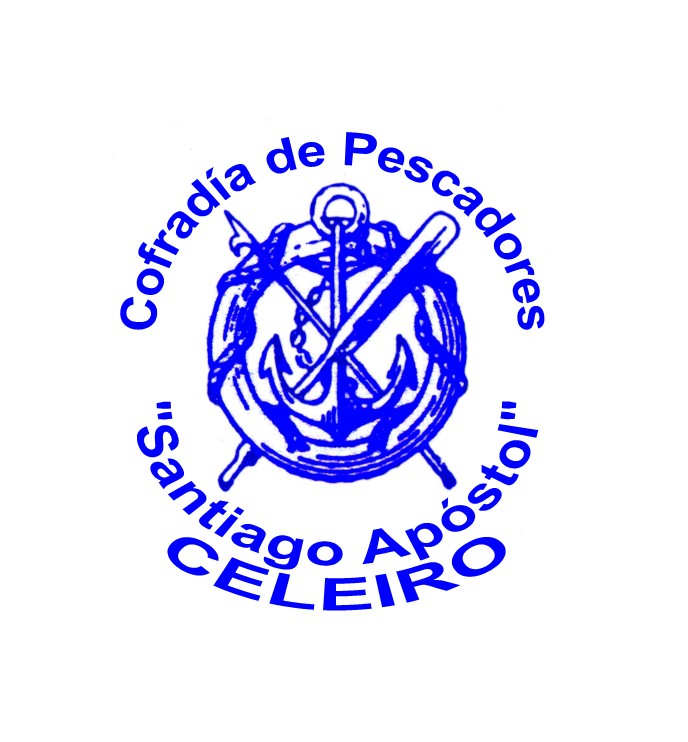 Cofradía de Pescadores
"Santiago Apóstol"
CELEIRO